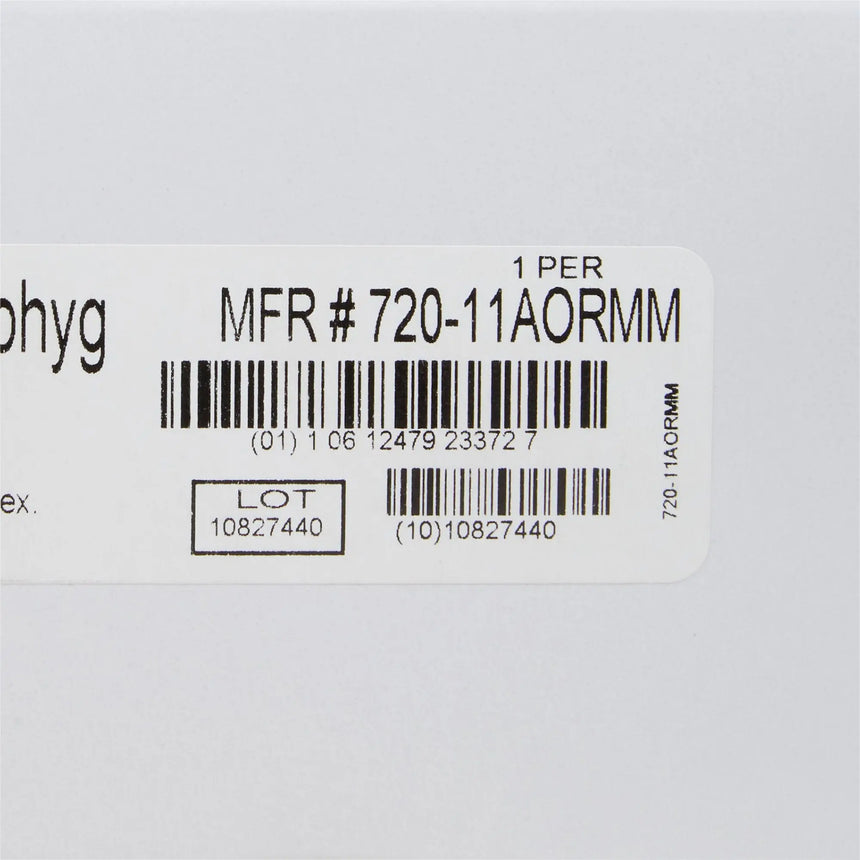 1 PER
phyg MFR # 720-11AORMM
(01) 1 06 12479 23372 7
720-11AORMM
ex.
LOT
10827440
(10)10827440